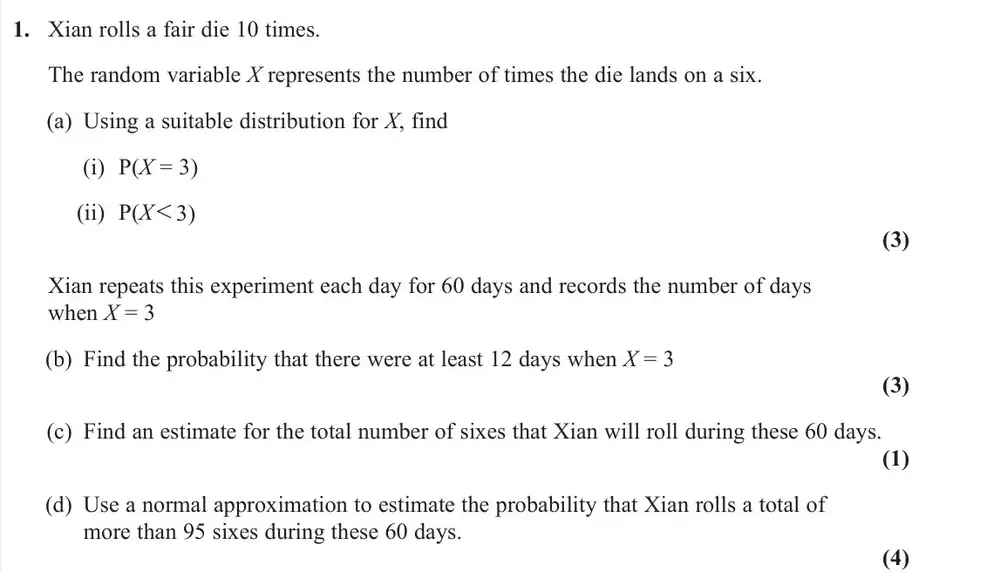 1. Xian rolls a fair die 10 times.
The random variable X represents the number of times the die lands on a six.
(a) Using a suitable distribution for X, find
(i) P(X = 3)
(ii) P(X < 3)
(3)
Xian repeats this experiment each day for 60 days and records the number of days
when X = 3
(b) Find the probability that there were at least 12 days when X = 3
(3)
(c) Find an estimate for the total number of sixes that Xian will roll during these 60 days.
(1)
(d) Use a normal approximation to estimate the probability that Xian rolls a total of
more than 95 sixes during these 60 days.
(4)